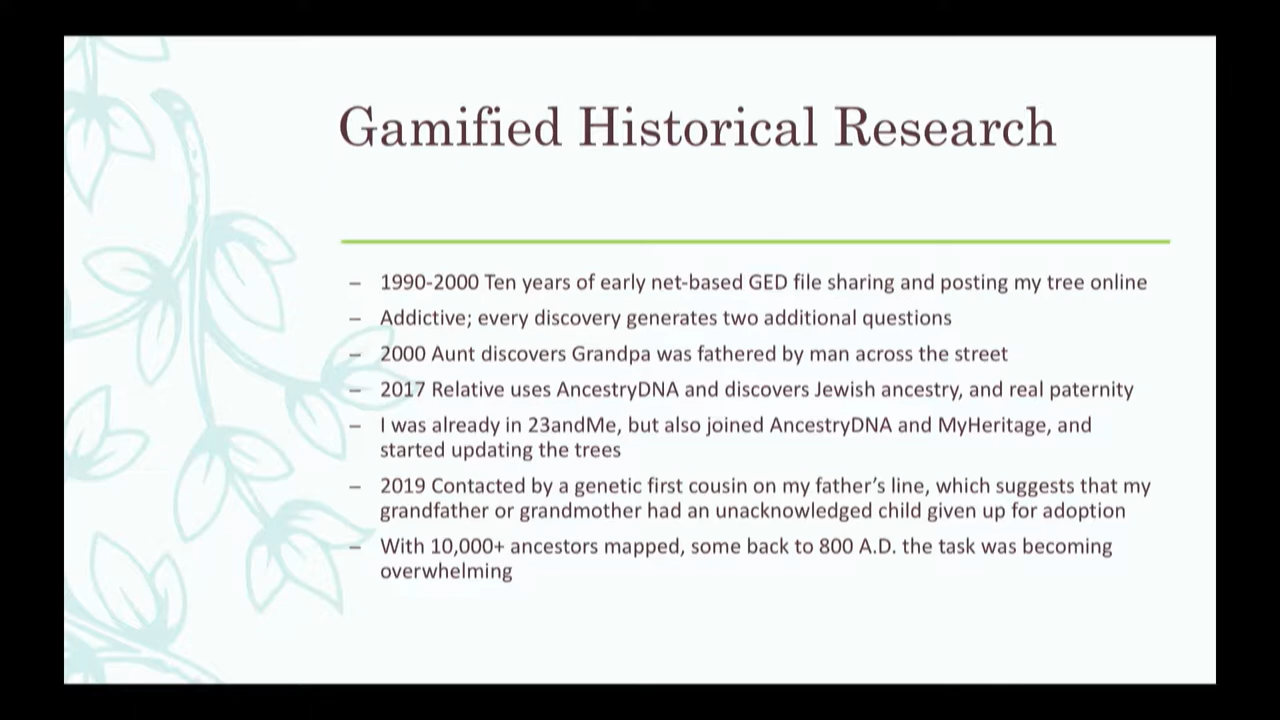 Gamified Historical Research
– 1990-2000 Ten years of early net-based GED file sharing and posting my tree online
– Addictive; every discovery generates two additional questions
– 2000 Aunt discovers Grandpa was fathered by man across the street
– 2017 Relative uses AncestryDNA and discovers Jewish ancestry, and real paternity
– I was already in 23andMe, but also joined AncestryDNA and MyHeritage, and
started updating the trees
– 2019 Contacted by a genetic first cousin on my father’s line, which suggests that my
grandfather or grandmother had an unacknowledged child given up for adoption
– With 10,000+ ancestors mapped, some back to 800 A.D. the task was becoming
overwhelming